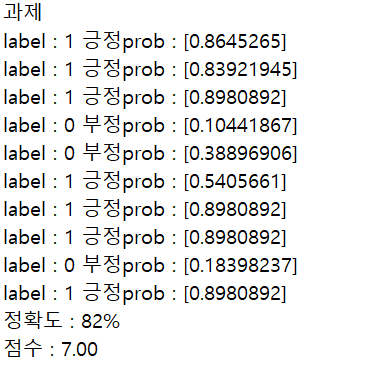 과제
label : 1 긍정prob : [0.8645265]
label : 1 긍정prob : [0.83921945]
label : 1 긍정prob : [0.8980892]
label : 0 부정prob : [0.10441867]
label : 0 부정prob : [0.38896906]
label : 1 긍정prob : [0.5405661]
label : 1 긍정prob : [0.8980892]
label : 1 긍정prob : [0.8980892]
label : 0 부정prob : [0.18398237]
label : 1 긍정prob : [0.8980892]
정확도 : 82%
점수 : 7.00